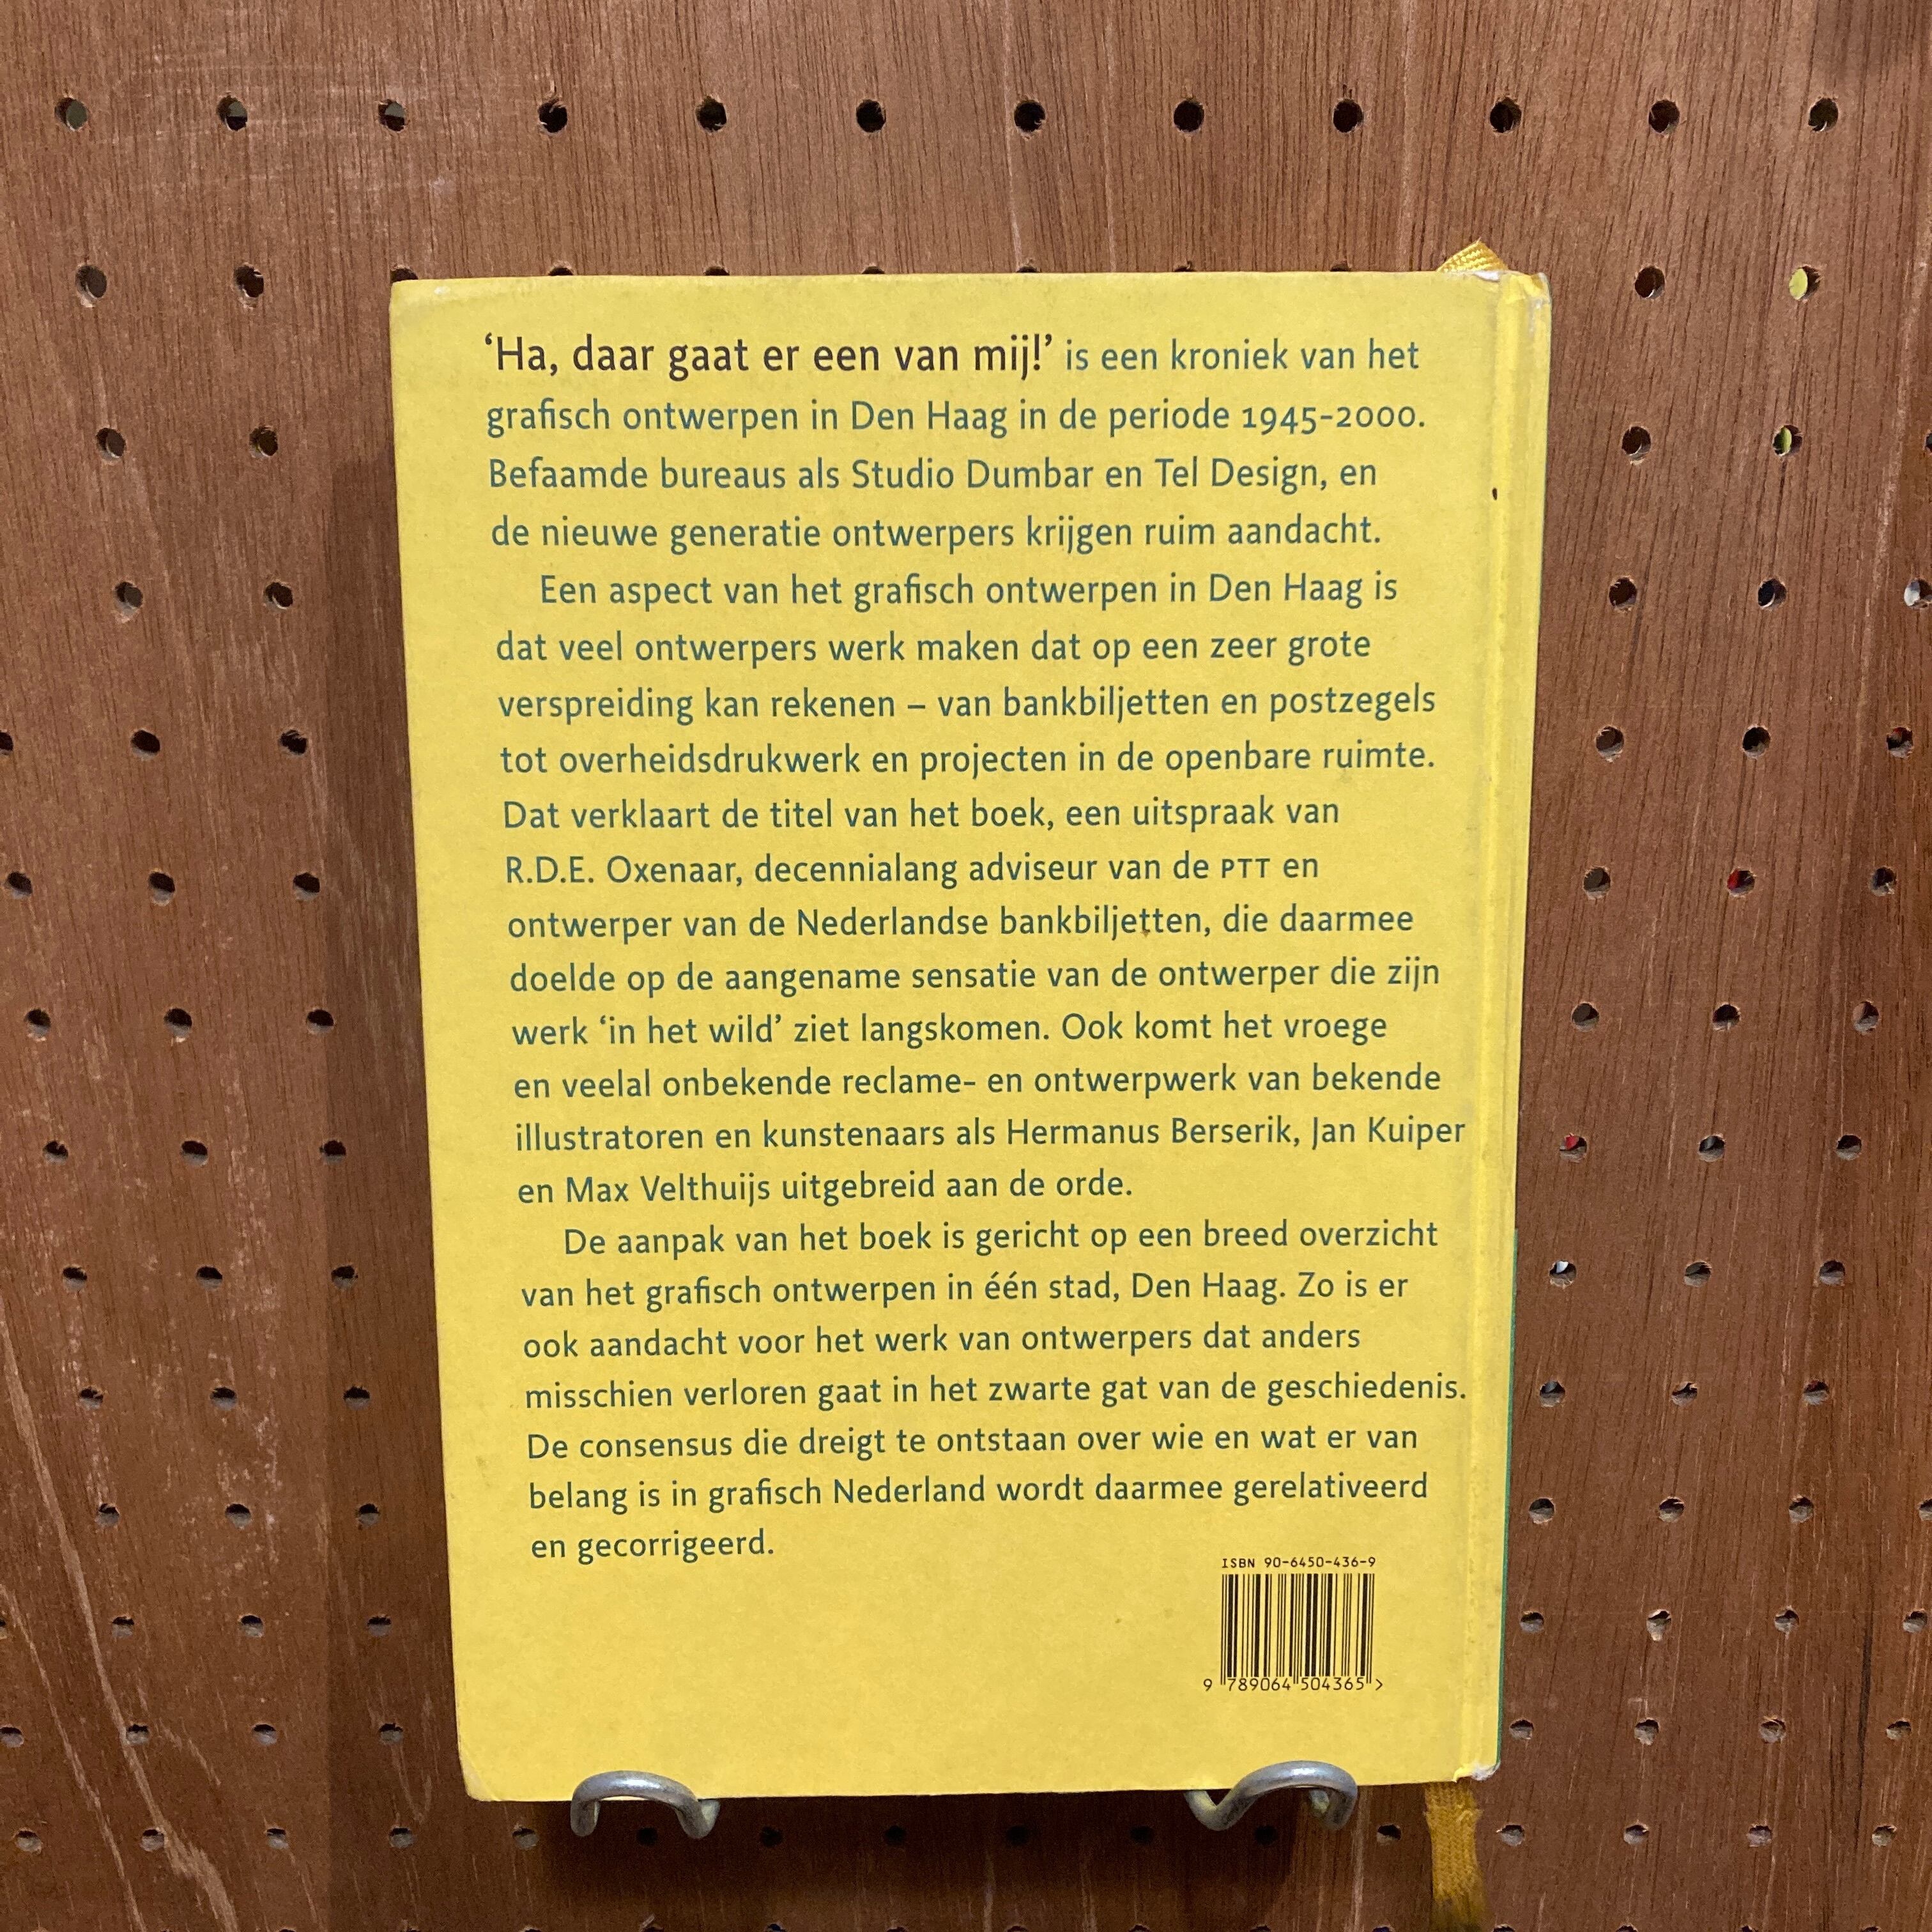 ‘Ha, daar gaat er een van mij!’ is een kroniek van het
grafisch ontwerpen in Den Haag in de periode 1945-2000.
Befaamde bureaus als Studio Dumbar en Tel Design, en
de nieuwe generatie ontwerpers krijgen ruim aandacht.
Een aspect van het grafisch ontwerpen in Den Haag is
dat veel ontwerpers werk maken dat op een zeer grote
verspreiding kan rekenen – van bankbiljetten en postzegels
tot overheidsdrukwerk en projecten in de openbare ruimte.
Dat verklaart de titel van het boek, een uitspraak van
R.D.E. Oxenaar, decennialang adviseur van de PTT en
ontwerper van de Nederlandse bankbiljetten, die daarmee
doelde op de aangename sensatie van de ontwerper die zijn
werk ‘in het wild’ ziet langskomen. Ook komt het vroege
en veelal onbekende reclame- en ontwerpwerk van bekende
illustratoren en kunstenaars als Hermanus Berserik, Jan Kuiper
en Max Velthuijs uitgebreid aan de orde.
De aanpak van het boek is gericht op een breed overzicht
van het grafisch ontwerpen in één stad, Den Haag. Zo is er
ook aandacht voor het werk van ontwerpers dat anders
misschien verloren gaat in het zwarte gat van de geschiedenis.
De consensus die dreigt te ontstaan over wie en wat er van
belang is in grafisch Nederland wordt daarmee gerelativeerd
en gecorrigeerd.
ISBN 90-6450-436-9
9 789064 504365 >